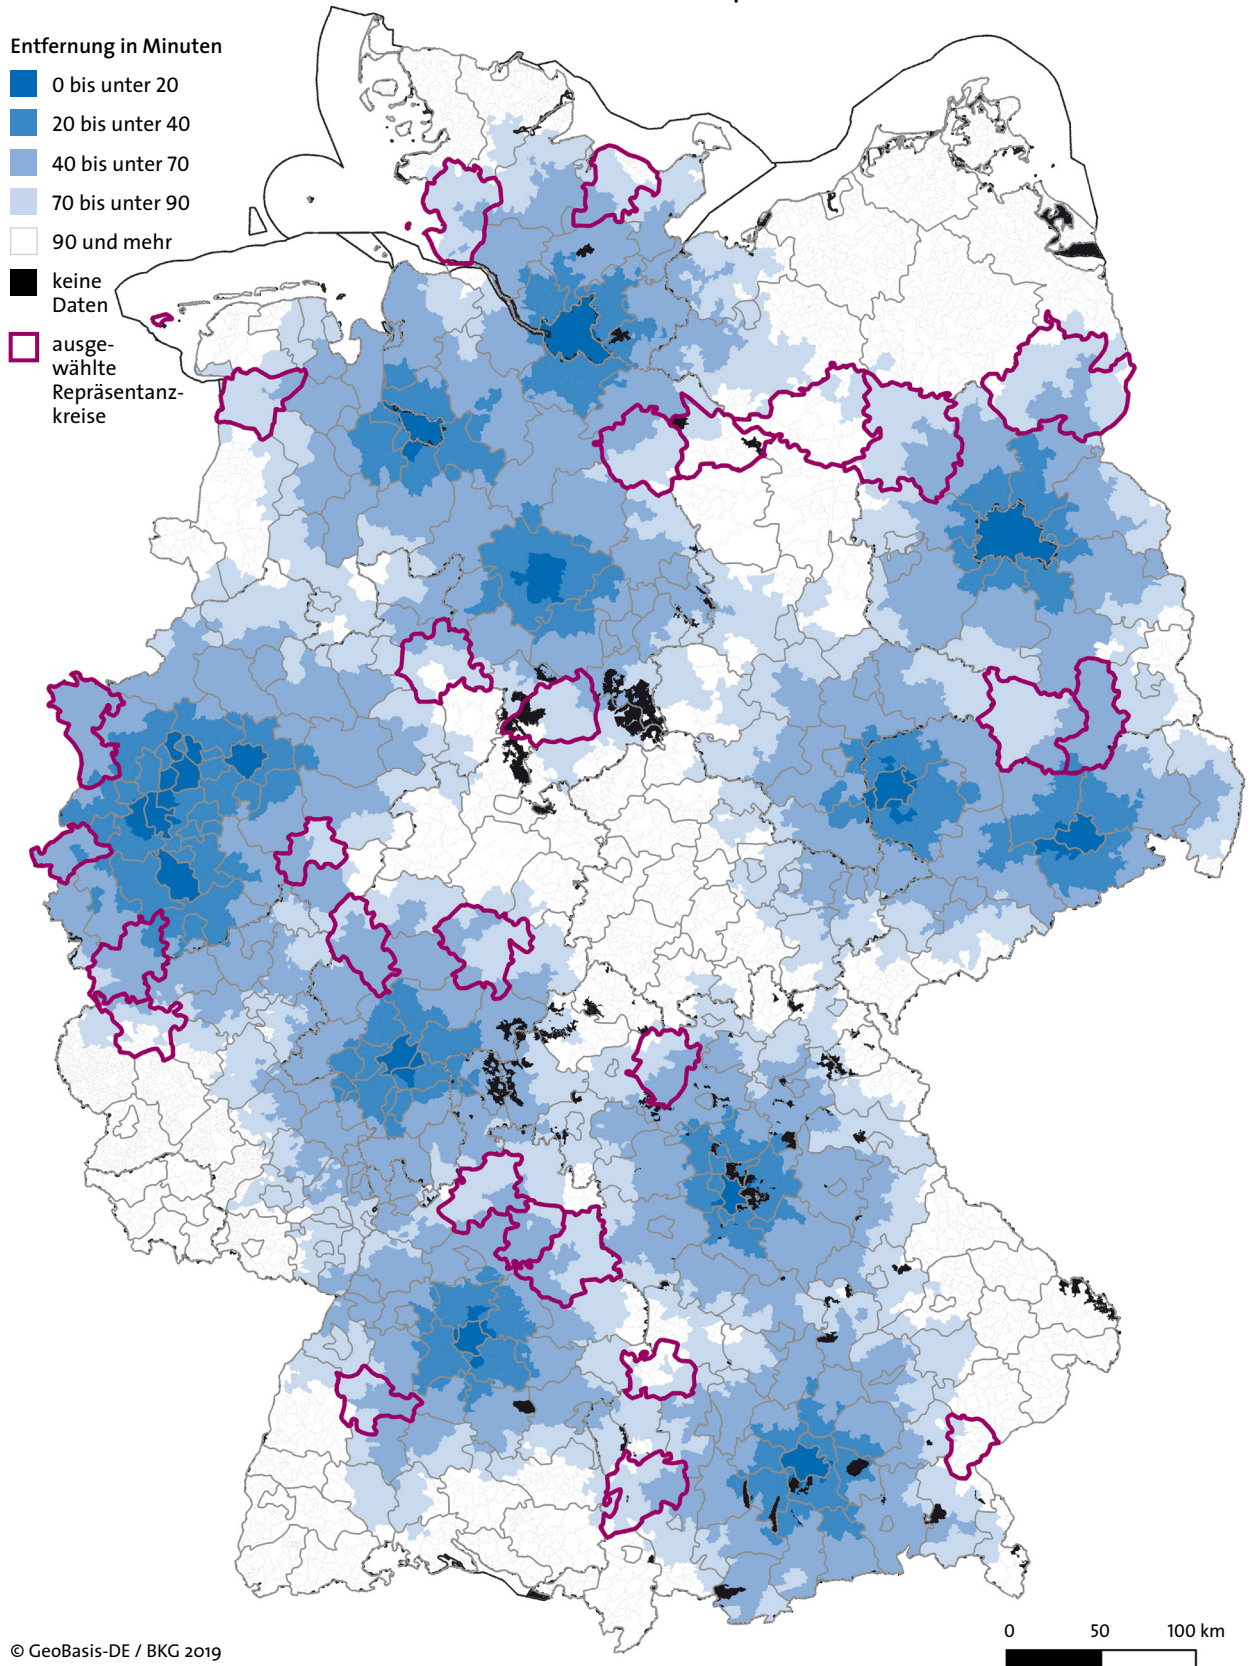 Entfernung in Minuten
0 bis unter 20
20 bis unter 40
40 bis unter 70
70 bis unter 90
90 und mehr
keine
Daten
ausge-
wählte
Repräsentanz-
kreise
0 50 100 km
© GeoBasis-DE / BKG 2019